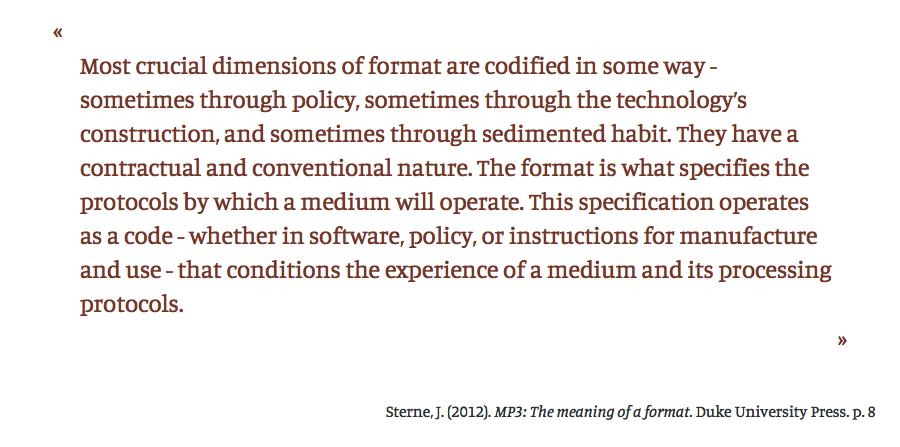 «
Most crucial dimensions of format are codified in some way -
sometimes through policy, sometimes through the technology’s
construction, and sometimes through sedimented habit. They have a
contractual and conventional nature. The format is what specifies the
protocols by which a medium will operate. This specification operates
as a code - whether in software, policy, or instructions for manufacture
and use - that conditions the experience of a medium and its processing
protocols.
»
Sterne, J. (2012). MP3: The meaning of a format. Duke University Press. p. 8